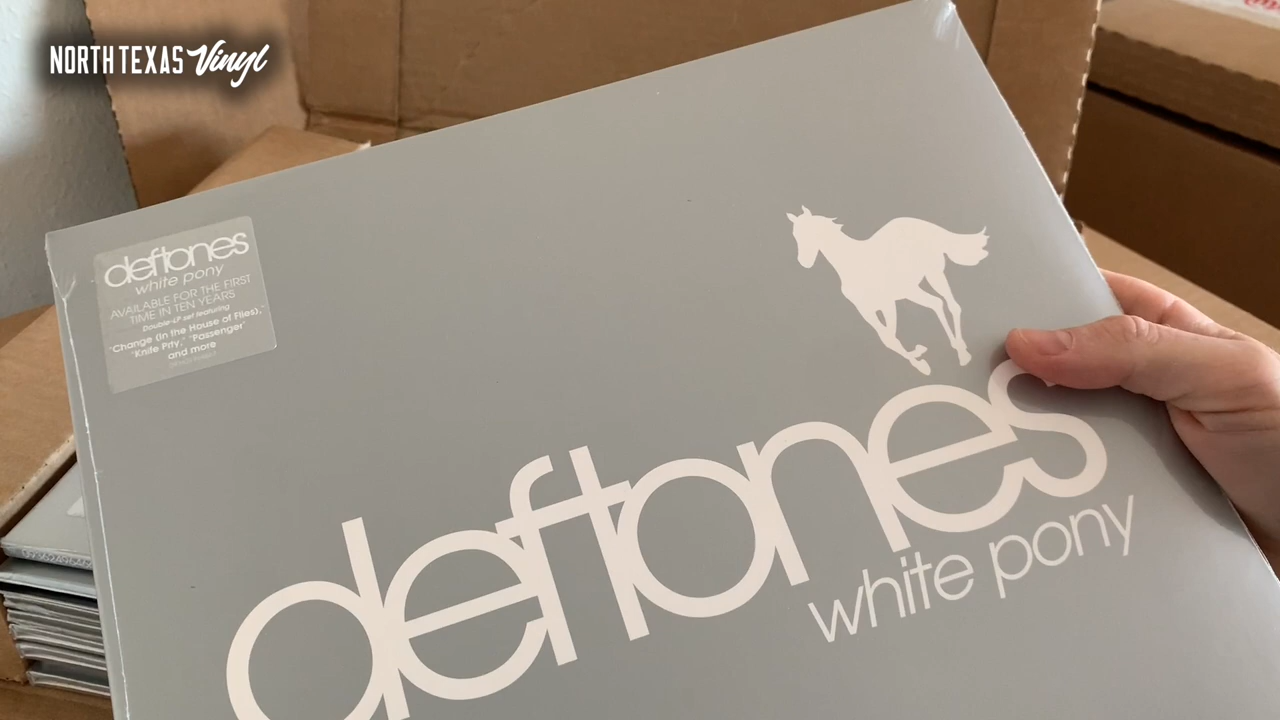 NORTH TEXAS Vinyl
deftones
white pony
AVAILABLE FOR THE FIRST
TIME IN TEN YEARS
Double-LP set featuring
"Change (In the House of Flies),"
"Knife Prty," "Passenger"
and more
deftones
white pony